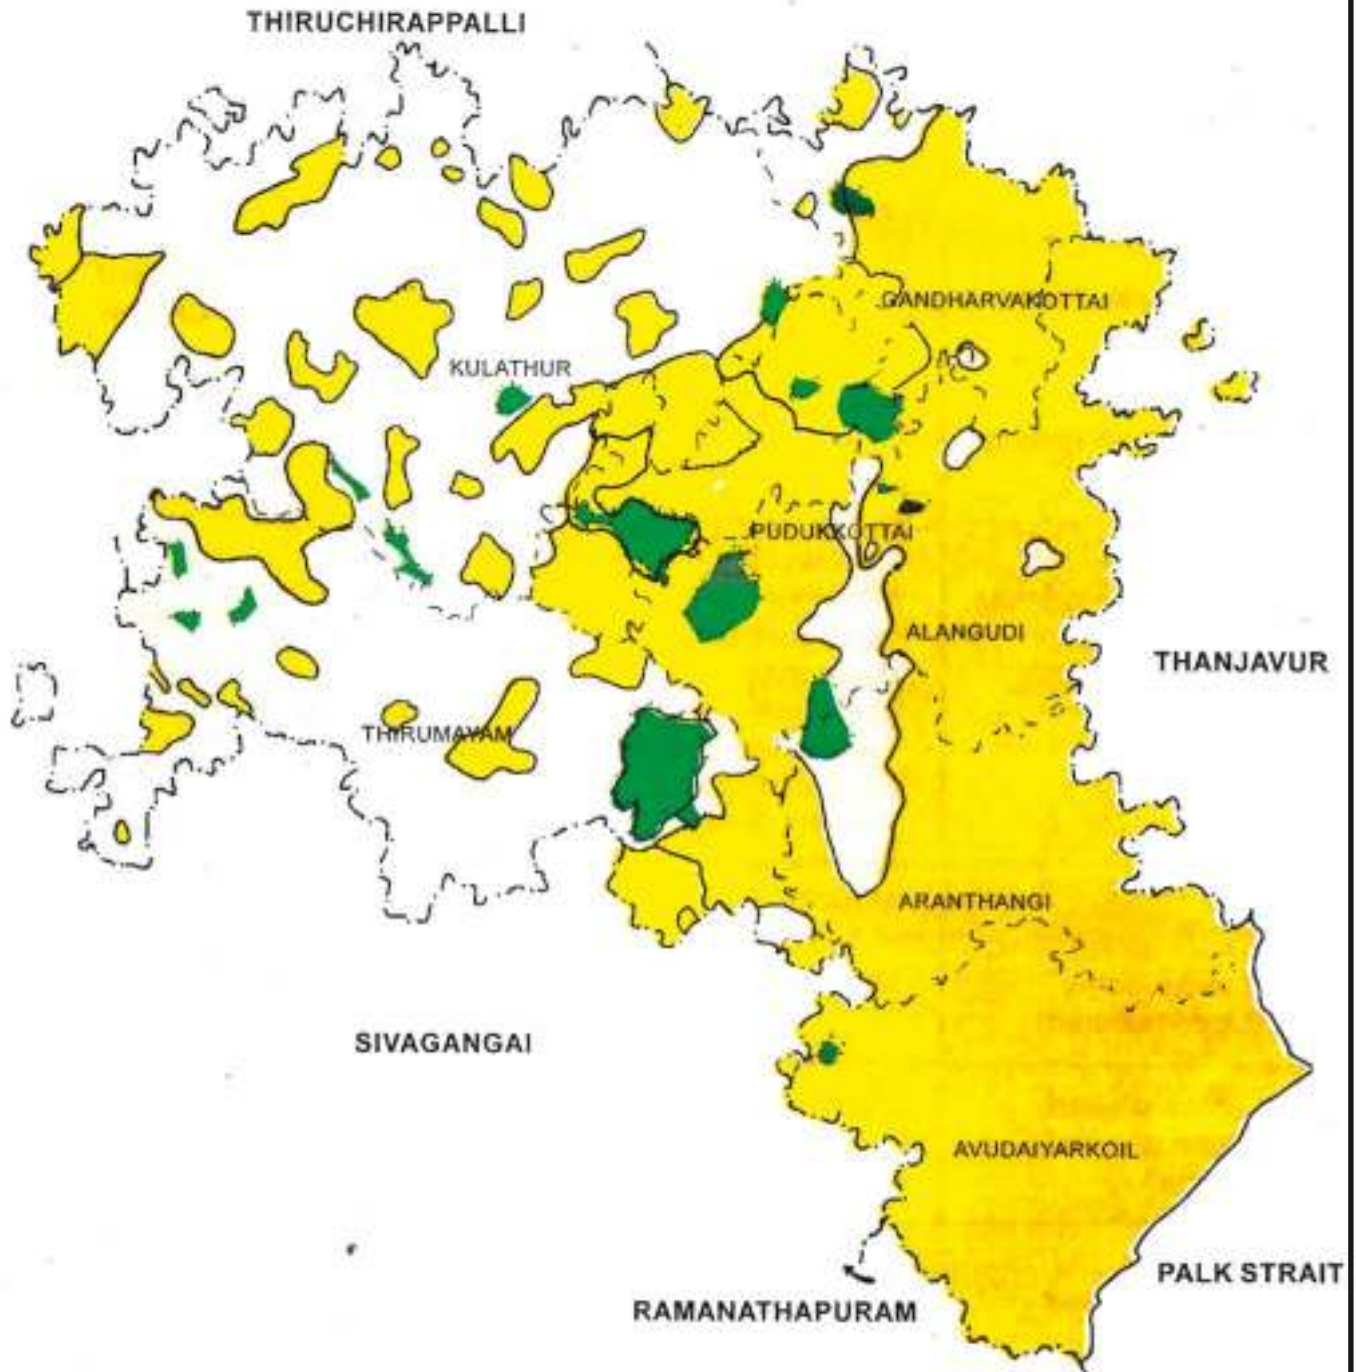 THIRUCHIRAPPALLI
GANDHARVAKOTTAI
KULATHUR
PUDUKKOTTAI
ALANGUDI
THANJAVUR
THIRUMAYAM
ARANTHANGI
SIVAGANGAI
AVUDAIYARKOIL
PALK STRAIT
RAMANATHAPURAM